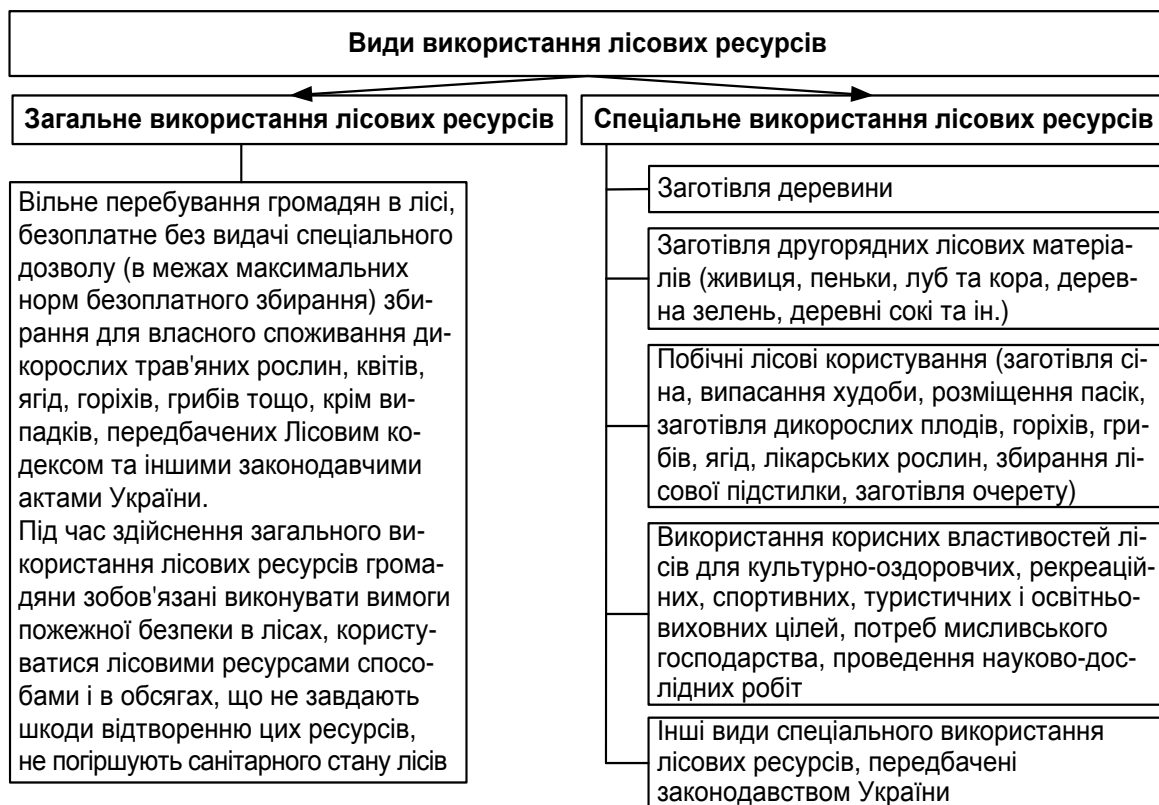 Види використання лісових ресурсів
Загальне використання лісових ресурсів
Вільне перебування громадян в лісі,
безоплатне без видачі спеціального
дозволу (в межах максимальних
норм безоплатного збирання) зби-
рання для власного споживання ди-
корослих трав'яних рослин, квітів,
ягід, горіхів, грибів тощо, крім ви-
падків, передбачених Лісовим ко-
дексом та іншими законодавчими
актами України.
Під час здійснення загального ви-
користання лісових ресурсів грома-
дяни зобов'язані виконувати вимоги
пожежної безпеки в лісах, користу-
ватися лісовими ресурсами спосо-
бами і в обсягах, що не завдають
шкоди відтворенню цих ресурсів,
не погіршують санітарного стану лісів
Спеціальне використання лісових ресурсів
Заготівля деревини
Заготівля другорядних лісових матеріа-
лів (живиця, пеньки, луб та кора, дерев-
на зелень, деревні сокі та ін.)
Побічні лісові користування (заготівля сі-
на, випасання худоби, розміщення пасік,
заготівля дикорослих плодів, горіхів, гри-
бів, ягід, лікарських рослин, збирання лі-
сової підстилки, заготівля очерету)
Використання корисних властивостей лі-
сів для культурно-оздоровчих, рекреацій-
них, спортивних, туристичних і освітньо-
виховних цілей, потреб мисливського
господарства, проведення науково-дос-
лідних робіт
Інші види спеціального використання
лісових ресурсів, передбачені
законодавством України